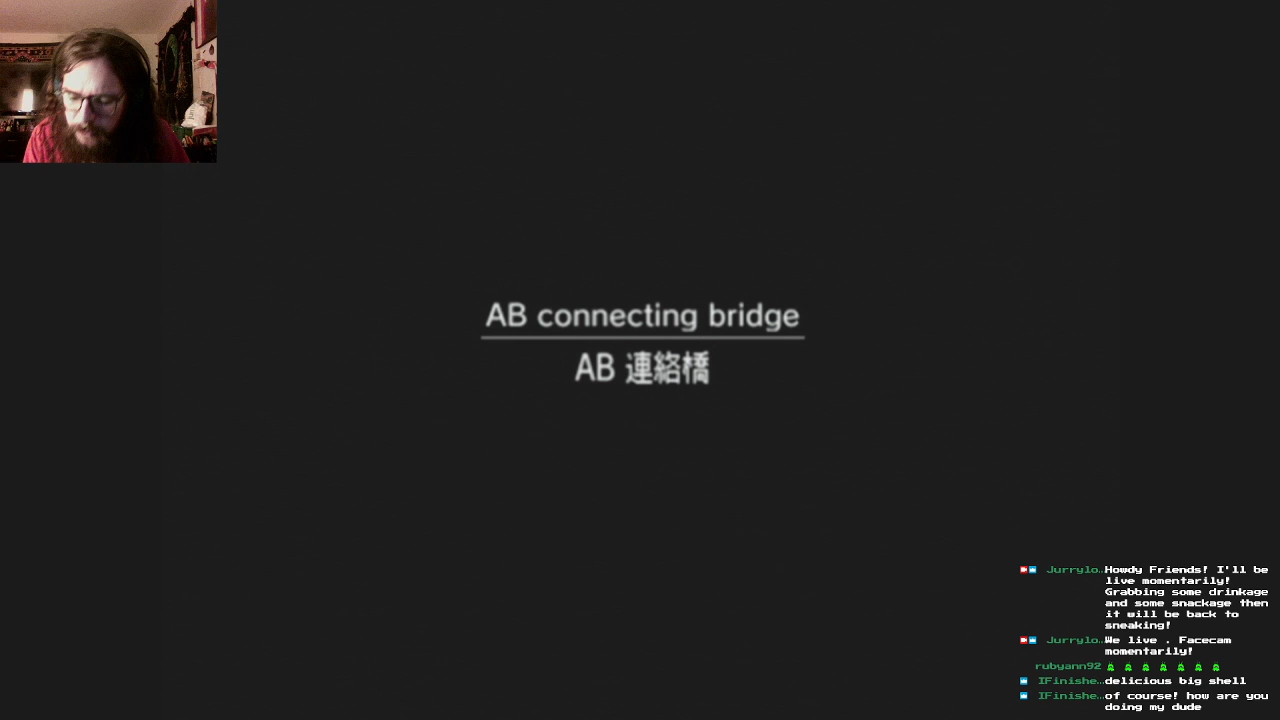 AB connecting bridge
AB 連絡橋
Jurrylo.. Howdy Friends! I'll be
live momentarily!
Grabbing some drinkage
and some snackage then
it will be back to
sneaking!
Jurrylo.. We live . Facecam
momentarily!
rubyann92
IFinishe.. delicious big shell
IFinishe.. of course! how are you
doing my dude